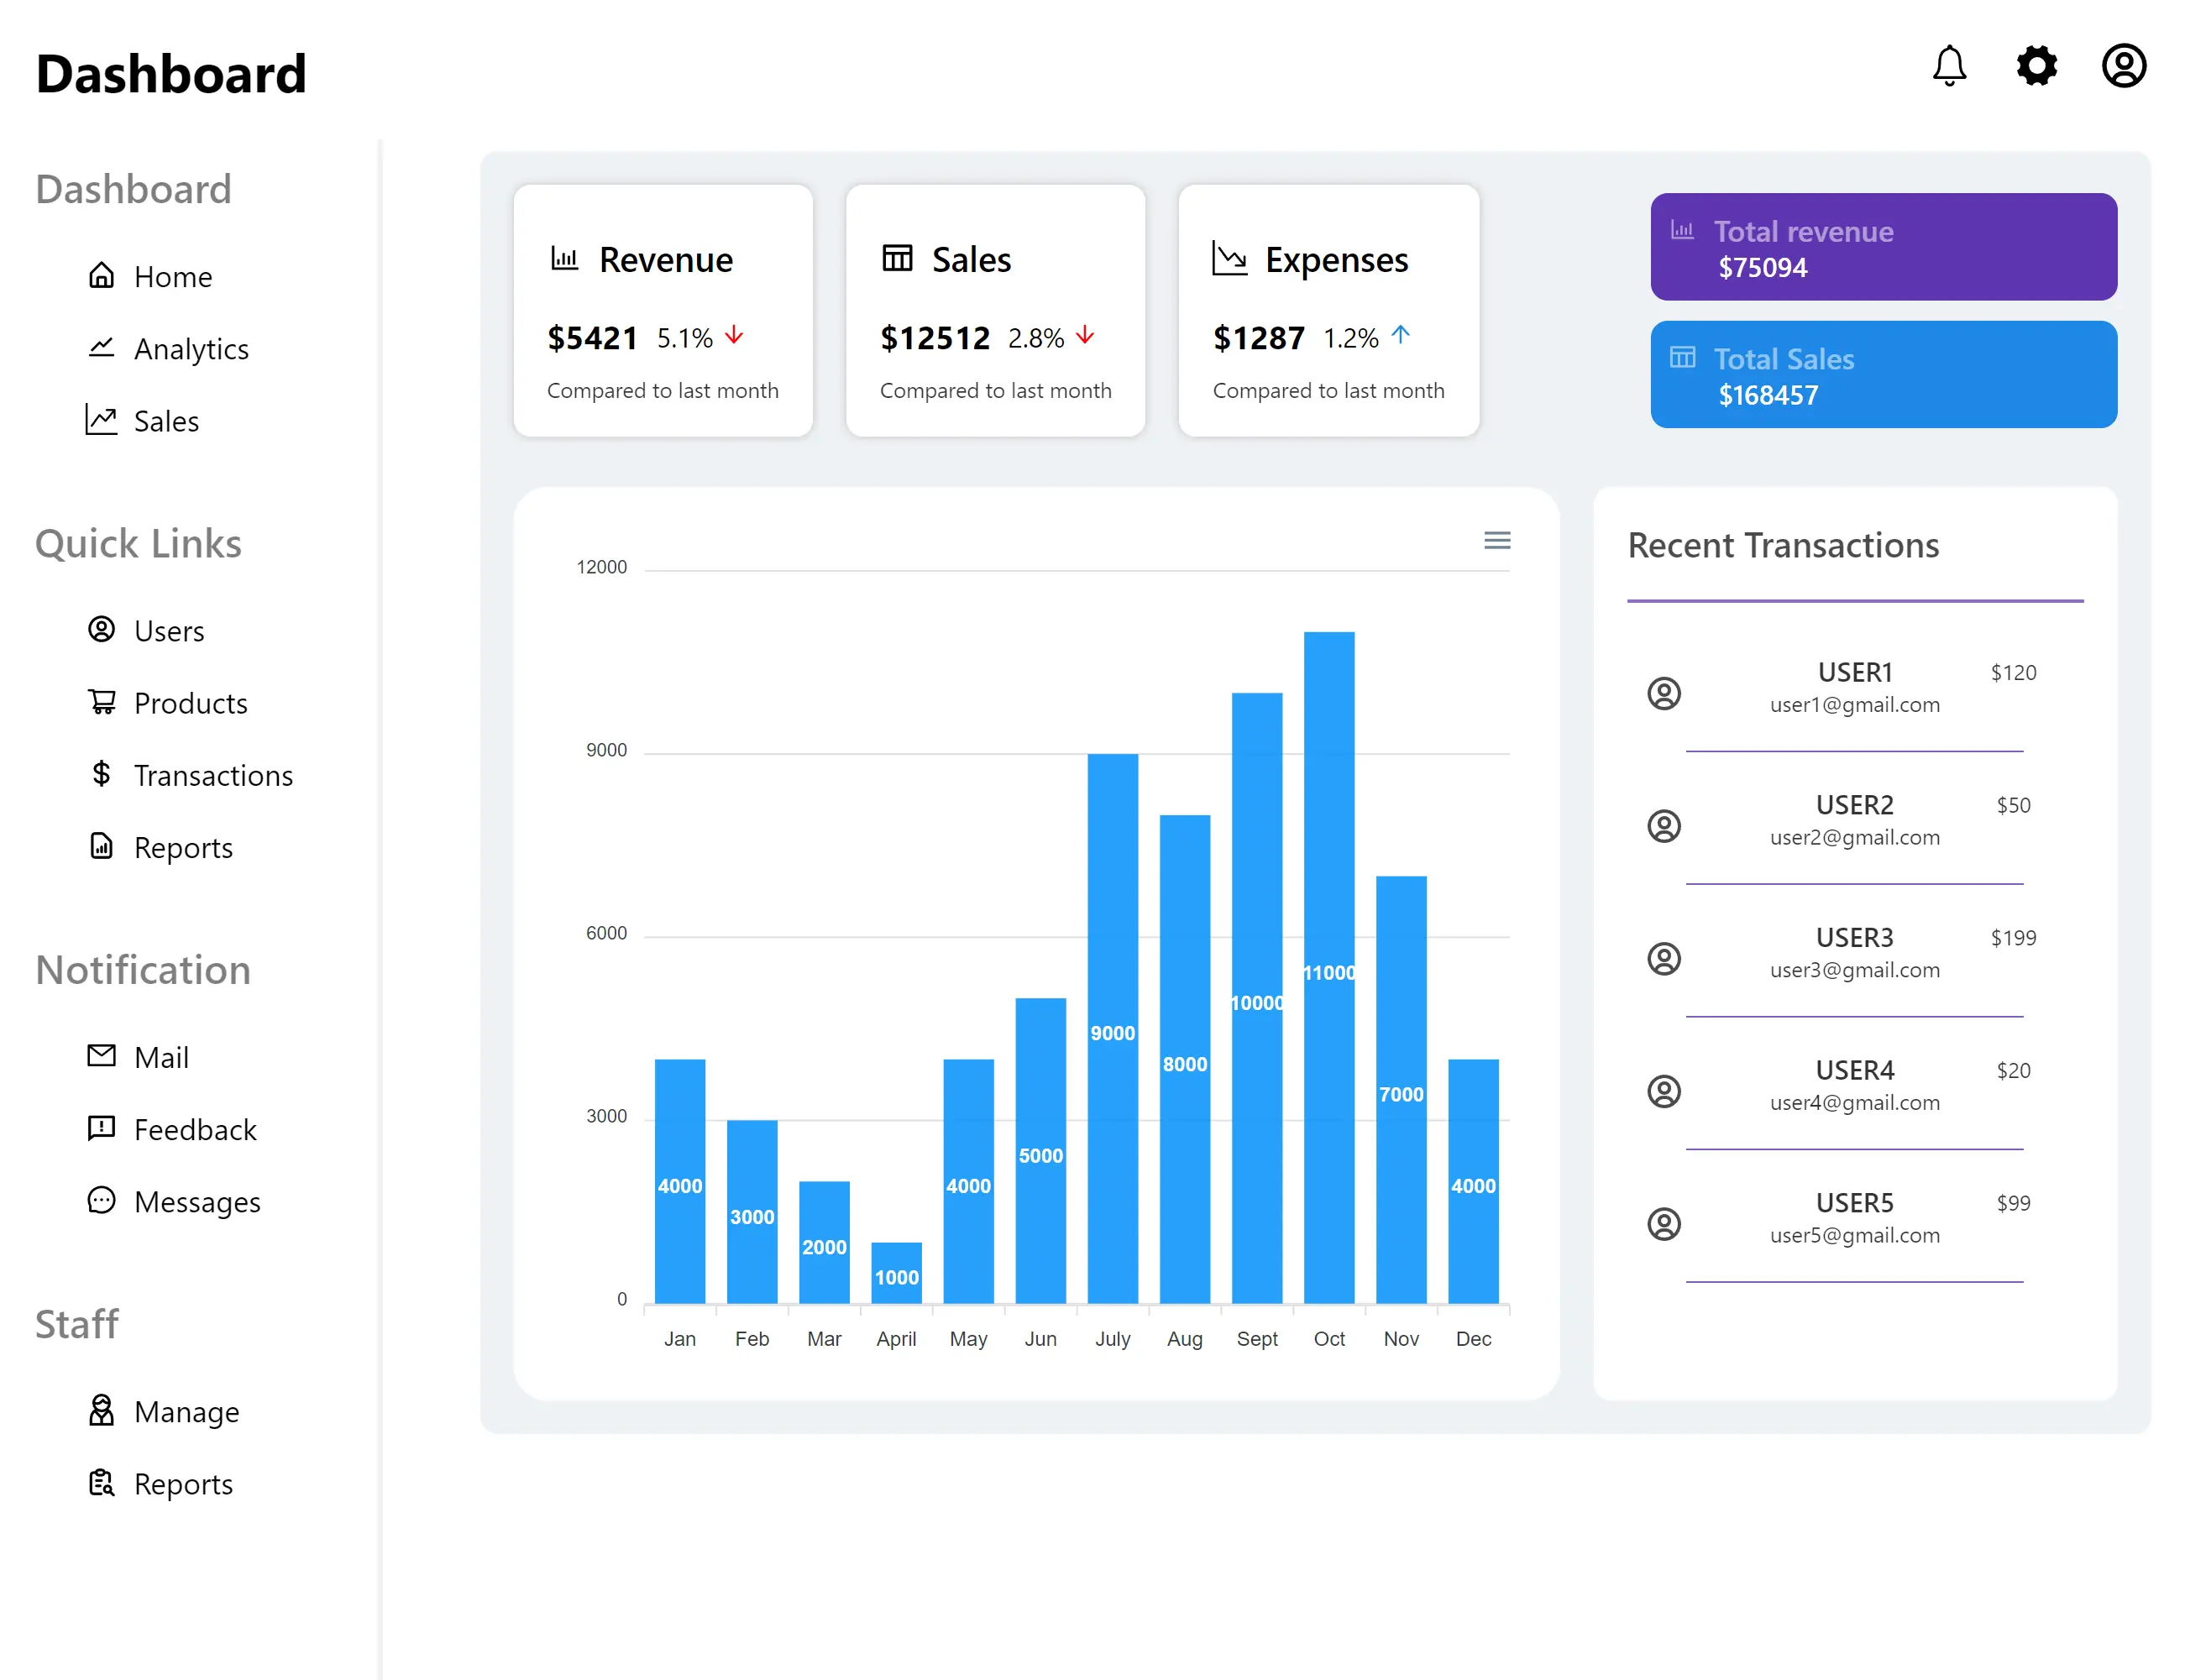 Dashboard
Dashboard
Home
Analytics
Sales
Quick Links
Users
Products
Transactions
Reports
Notification
Mail
Feedback
Messages
Staff
Manage
Reports
Revenue
$5421 5.1%
Compared to last month
Sales
$12512 2.8%
Compared to last month
Expenses
$1287 1.2%
Compared to last month
Total revenue
$75094
Total Sales
$168457
12000
9000
6000
3000
0
4000
3000
2000
1000
4000
5000
9000
8000
10000
11000
7000
4000
Jan Feb Mar April May Jun July Aug Sept Oct Nov Dec
Recent Transactions
USER1 $120
user1@gmail.com
USER2 $50
user2@gmail.com
USER3 $199
user3@gmail.com
USER4 $20
user4@gmail.com
USER5 $99
user5@gmail.com